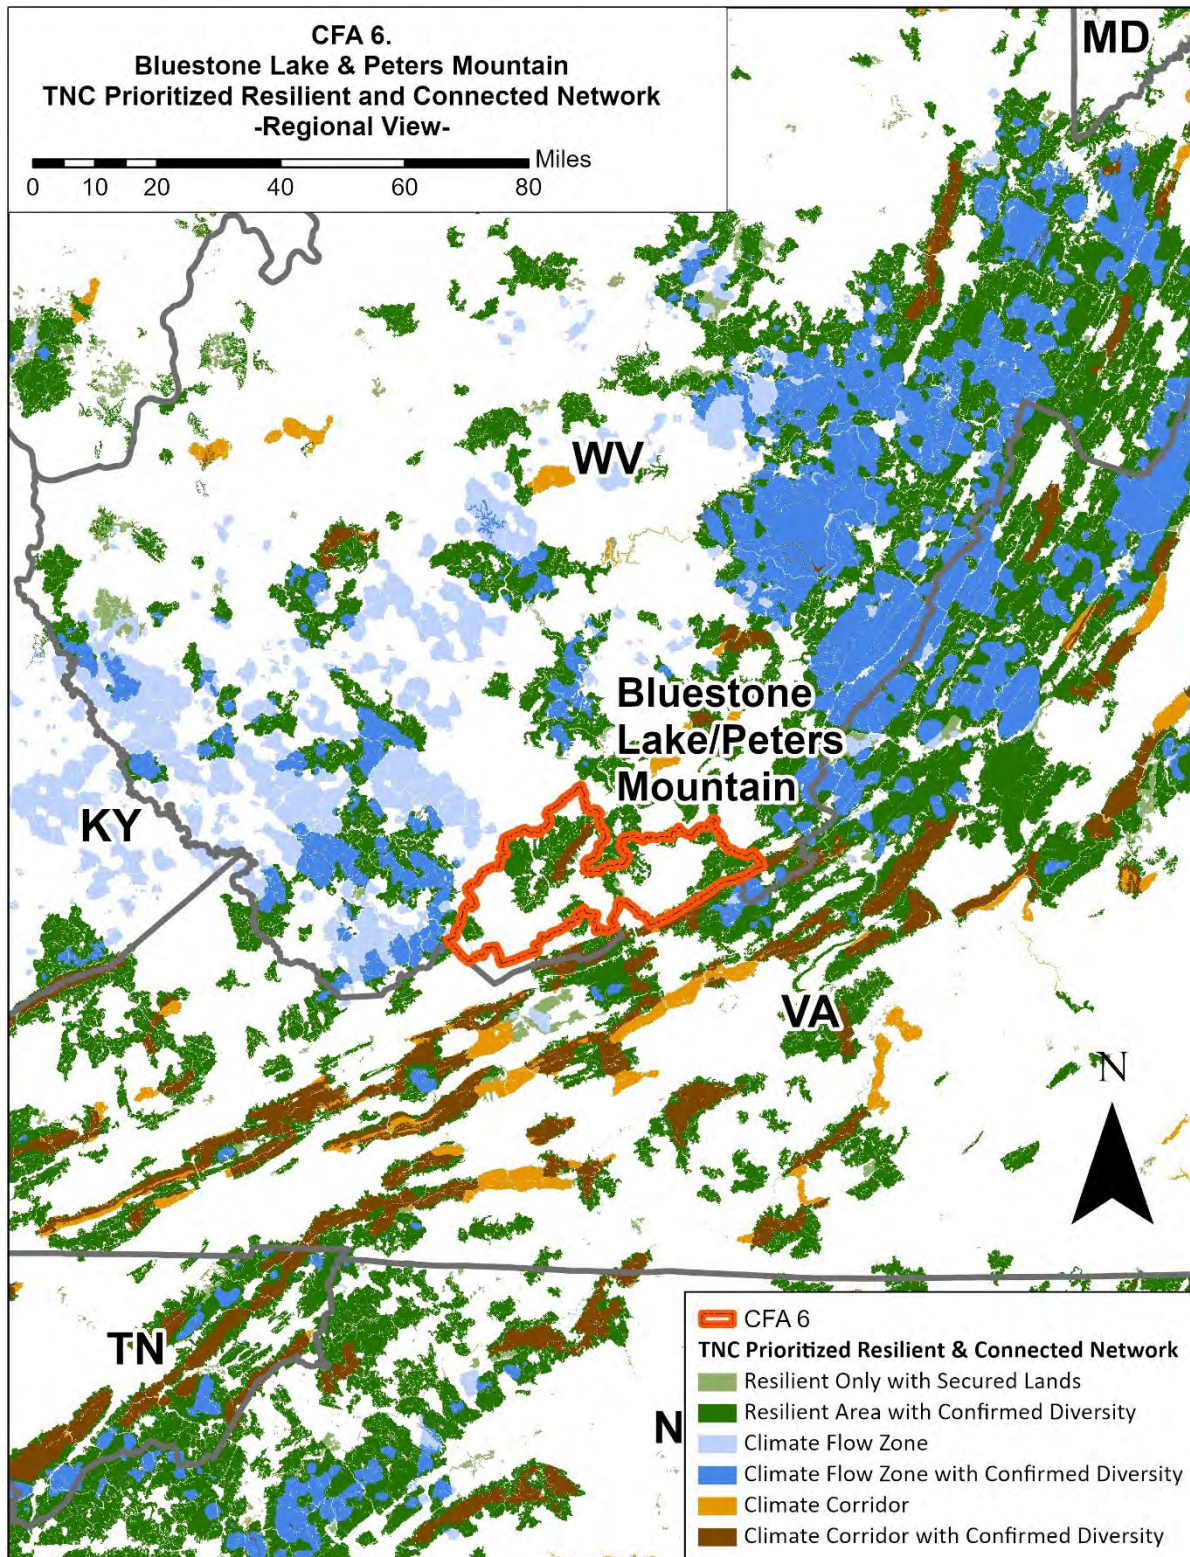 CFA 6.
Bluestone Lake & Peters Mountain
TNC Prioritized Resilient and Connected Network
-Regional View-
Miles
0 10 20 40 60 80
MD
WV
Bluestone
Lake/Peters
Mountain
KY
VA
N
TN
N
CFA 6
TNC Prioritized Resilient & Connected Network
Resilient Only with Secured Lands
Resilient Area with Confirmed Diversity
Climate Flow Zone
Climate Flow Zone with Confirmed Diversity
Climate Corridor
Climate Corridor with Confirmed Diversity